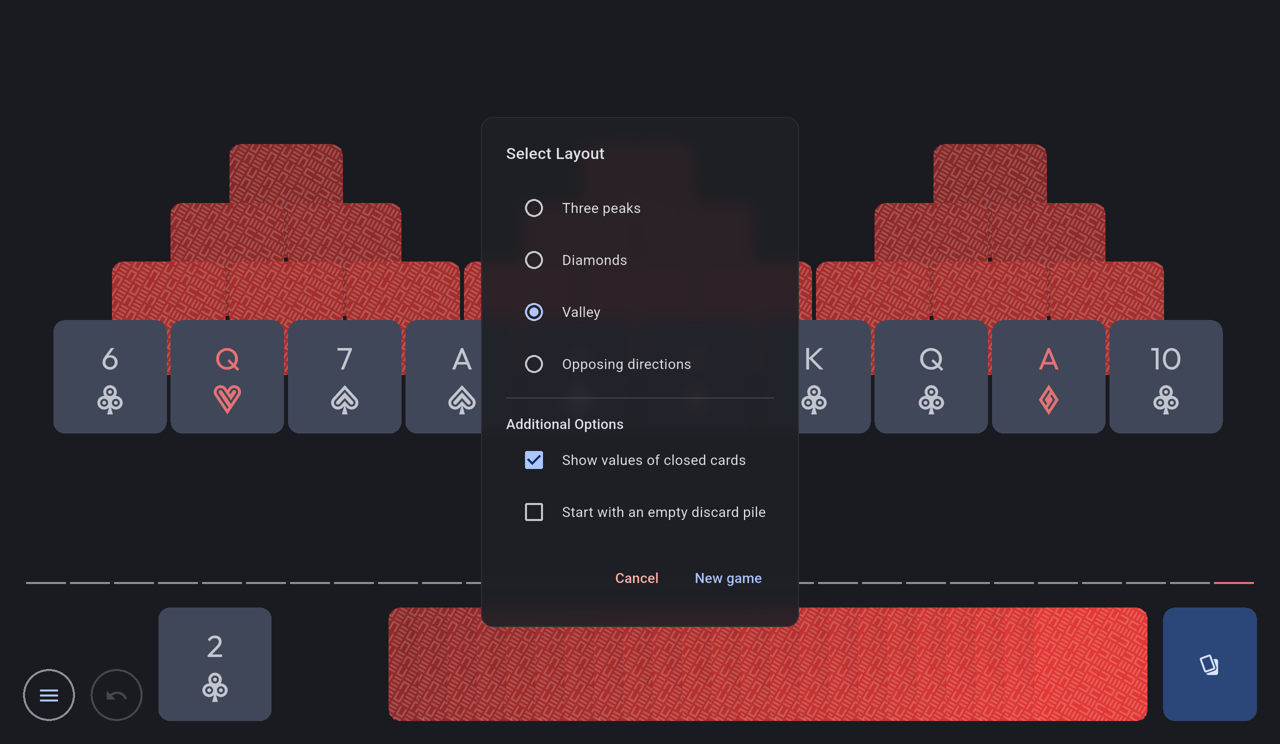 Select Layout
Three peaks
Diamonds
Valley
6 Q 7 A K Q A 10
Opposing directions
Additional Options
Show values of closed cards
Start with an empty discard pile
Cancel New game
2